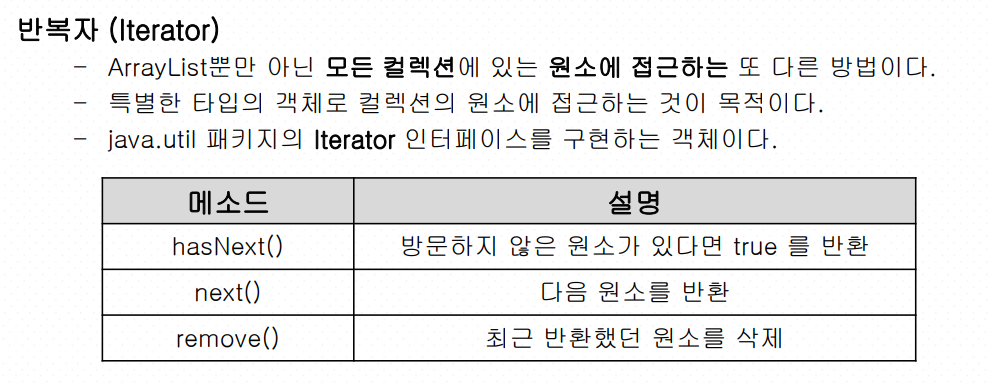 반복자 (Iterator)
- ArrayList뿐만 아닌 모든 컬렉션에 있는 원소에 접근하는 또 다른 방법이다.
- 특별한 타입의 객체로 컬렉션의 원소에 접근하는 것이 목적이다.
- java.util 패키지의 Iterator 인터페이스를 구현하는 객체이다.
메소드 설명
hasNext() 방문하지 않은 원소가 있다면 true 를 반환
next() 다음 원소를 반환
remove() 최근 반환했던 원소를 삭제